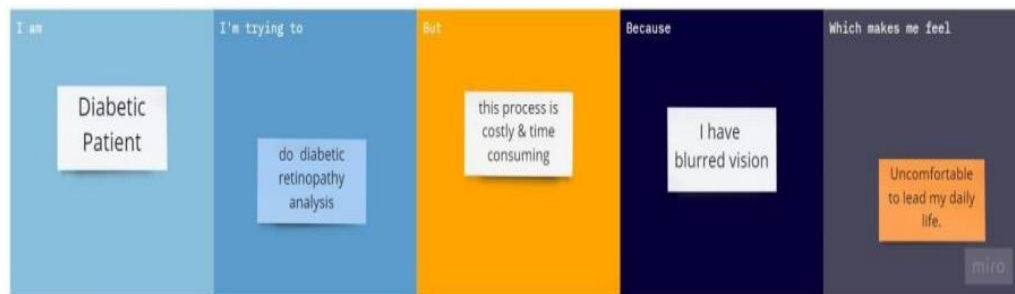 I am
Diabetic
Patient
I'm trying to
do diabetic
retinopathy
analysis
But
this process is
costly & time
consuming
Because
I have
blurred vision
Which makes me feel
Uncomfortable
to lead my daily
life.
miro